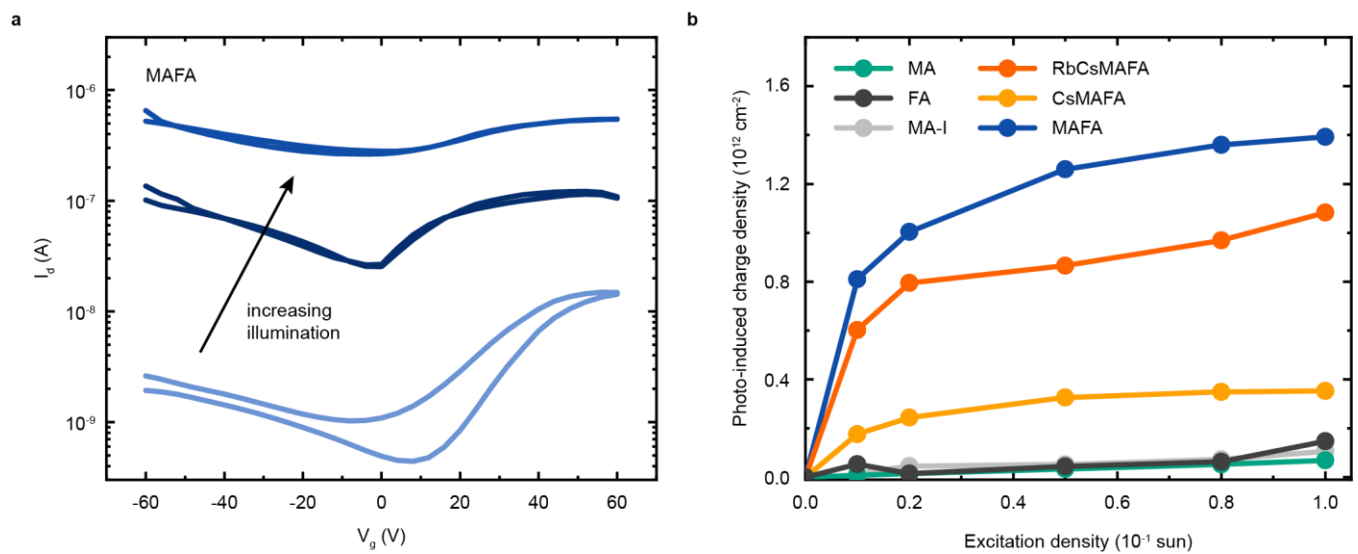 a
MAFA
10⁻⁶
10⁻⁷
10⁻⁸
10⁻⁹
I_d (A)
increasing
illumination
-60 -40 -20 0 20 40 60
V_g (V)
b
1.6
1.2
0.8
0.4
0.0
Photo-induced charge density (10¹² cm⁻²)
MA RbCsMAFA
FA CsMAFA
MA-I MAFA
0.0 0.2 0.4 0.6 0.8 1.0
Excitation density (10⁻¹ sun)